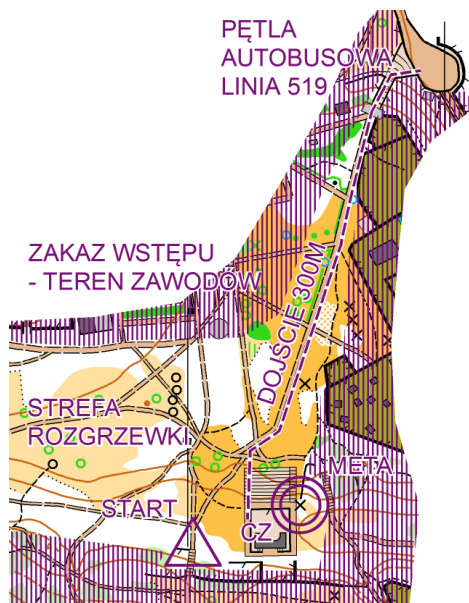 PĘTLA
AUTOBUSOWA
LINIA 519
ZAKAZ WSTĘPU
- TEREN ZAWODÓW
DOJŚCIE 300M
STREFA
ROZGRZEWKI
META
START
CZ